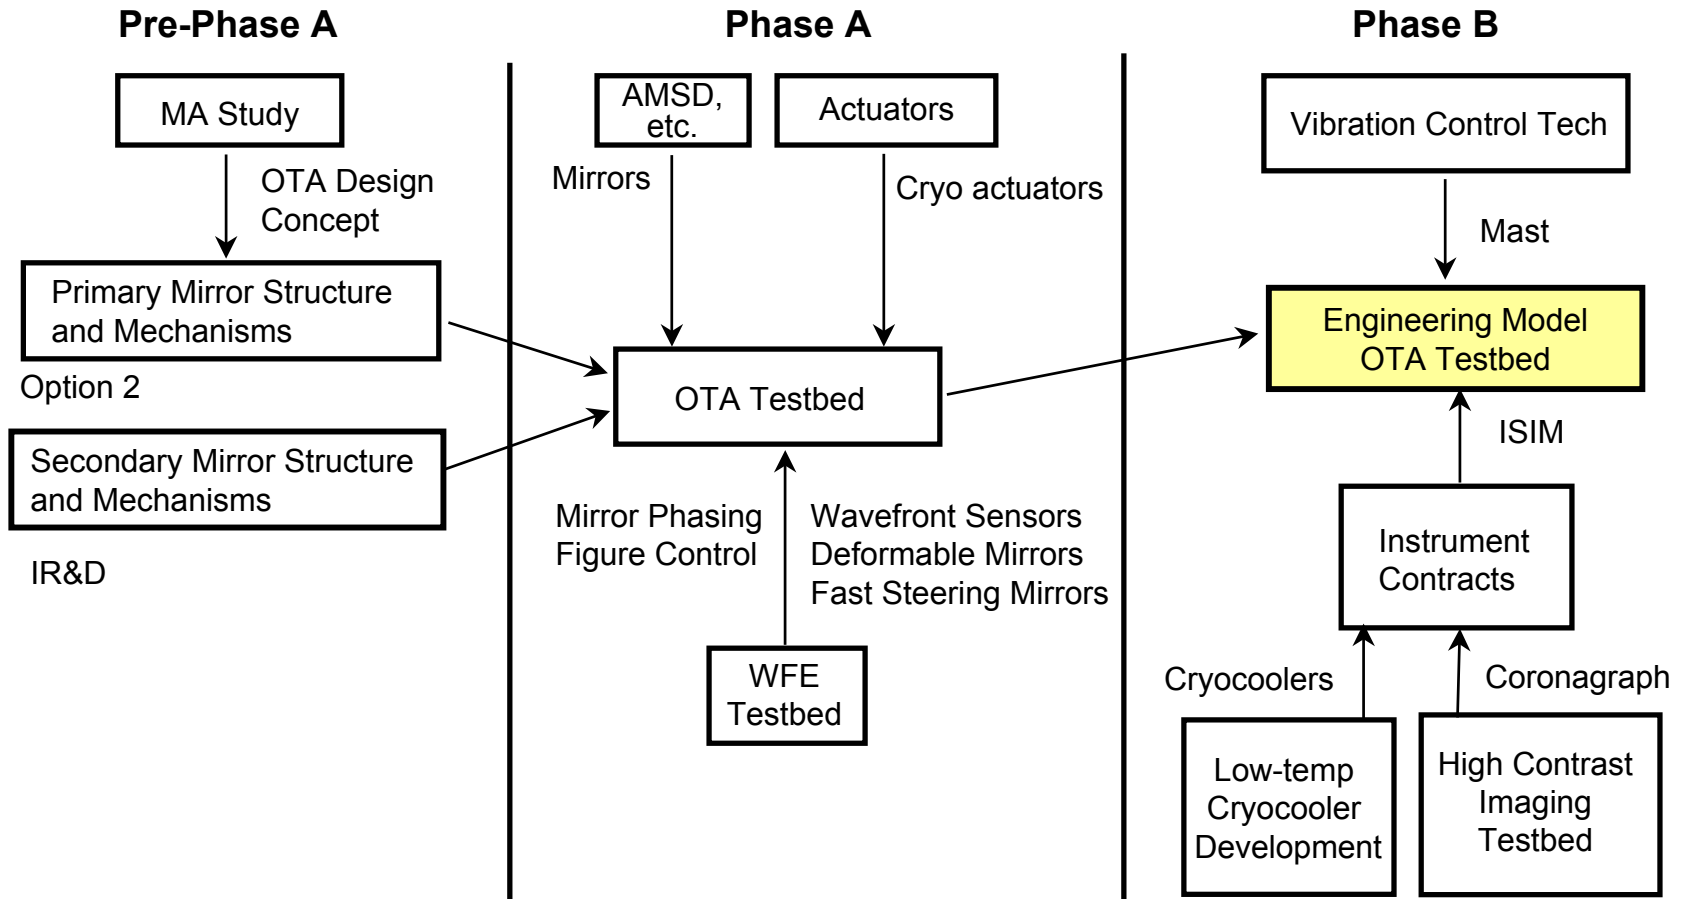 Pre-Phase A
Phase A
Phase B
MA Study
OTA Design
Concept
Primary Mirror Structure
and Mechanisms
Option 2
Secondary Mirror Structure
and Mechanisms
IR&D
AMSD,
etc.
Actuators
Mirrors
Cryo actuators
OTA Testbed
Mirror Phasing
Figure Control
Wavefront Sensors
Deformable Mirrors
Fast Steering Mirrors
WFE
Testbed
Vibration Control Tech
Mast
Engineering Model
OTA Testbed
ISIM
Instrument
Contracts
Cryocoolers
Coronagraph
Low-temp
Cryocooler
Development
High Contrast
Imaging
Testbed